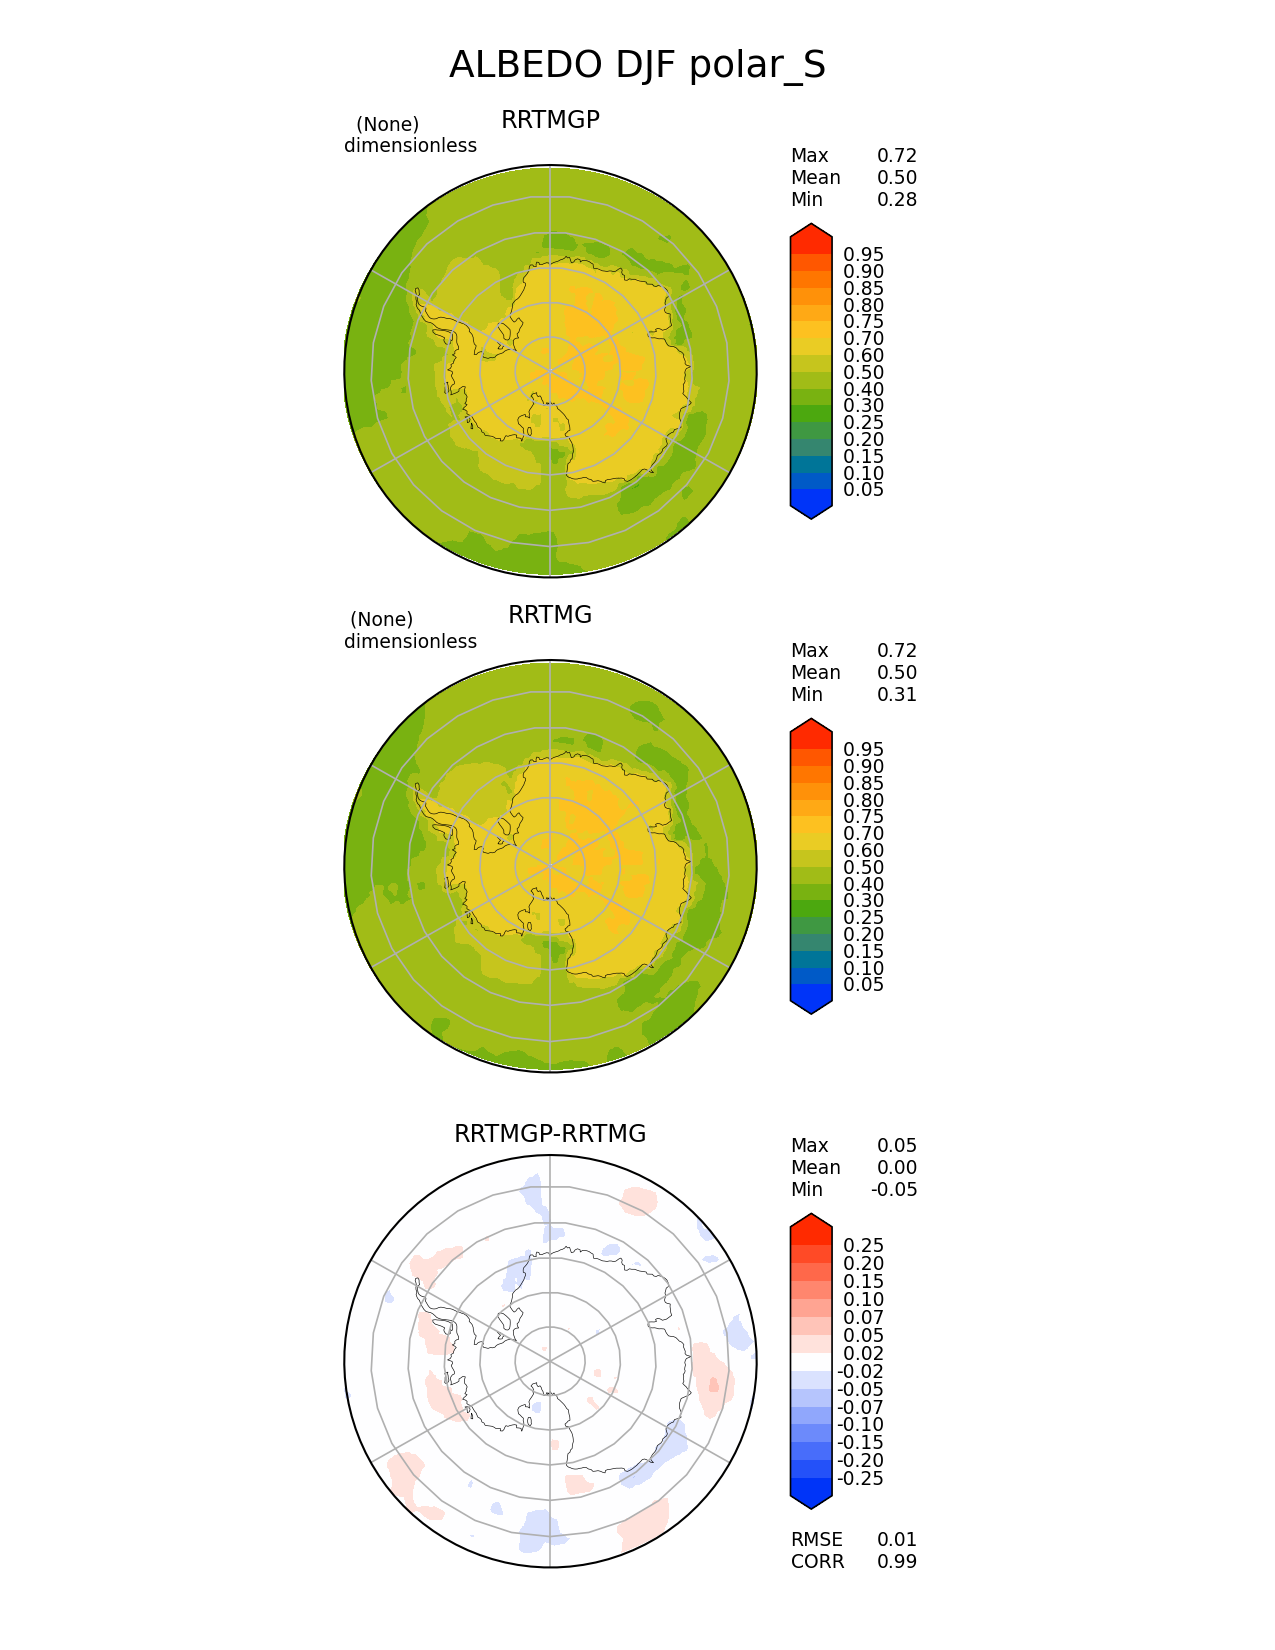 ALBEDO DJF polar_S
RRTMGP
(None)
dimensionless
Max 0.72
Mean 0.50
Min 0.28
0.95
0.90
0.85
0.80
0.75
0.70
0.60
0.50
0.40
0.30
0.25
0.20
0.15
0.10
0.05
RRTMG
(None)
dimensionless
Max 0.72
Mean 0.50
Min 0.31
0.95
0.90
0.85
0.80
0.75
0.70
0.60
0.50
0.40
0.30
0.25
0.20
0.15
0.10
0.05
RRTMGP-RRTMG
Max 0.05
Mean 0.00
Min -0.05
0.25
0.20
0.15
0.10
0.07
0.05
0.02
-0.02
-0.05
-0.07
-0.10
-0.15
-0.20
-0.25
RMSE 0.01
CORR 0.99